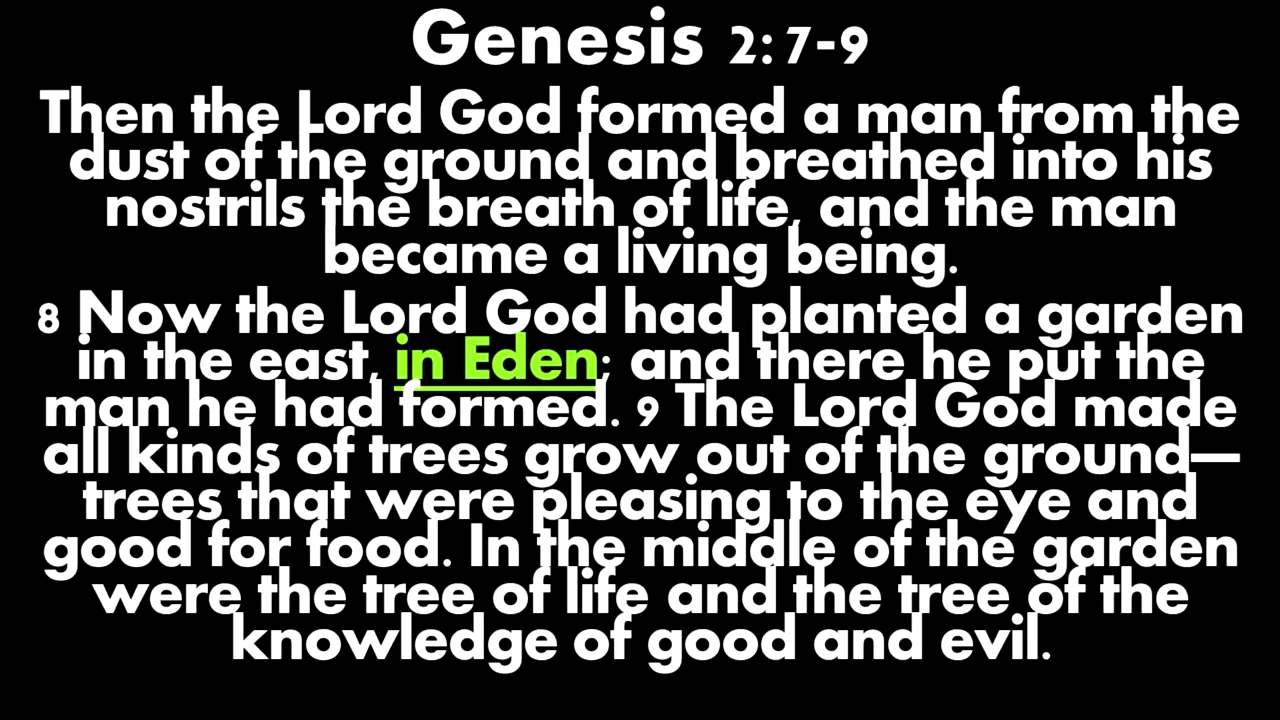 Genesis 2:7-9
Then the Lord God formed a man from the
dust of the ground and breathed into his
nostrils the breath of life, and the man
became a living being.
8 Now the Lord God had planted a garden
in the east, in Eden; and there he put the
man he had formed. 9 The Lord God made
all kinds of trees grow out of the ground—
trees that were pleasing to the eye and
good for food. In the middle of the garden
were the tree of life and the tree of the
knowledge of good and evil.